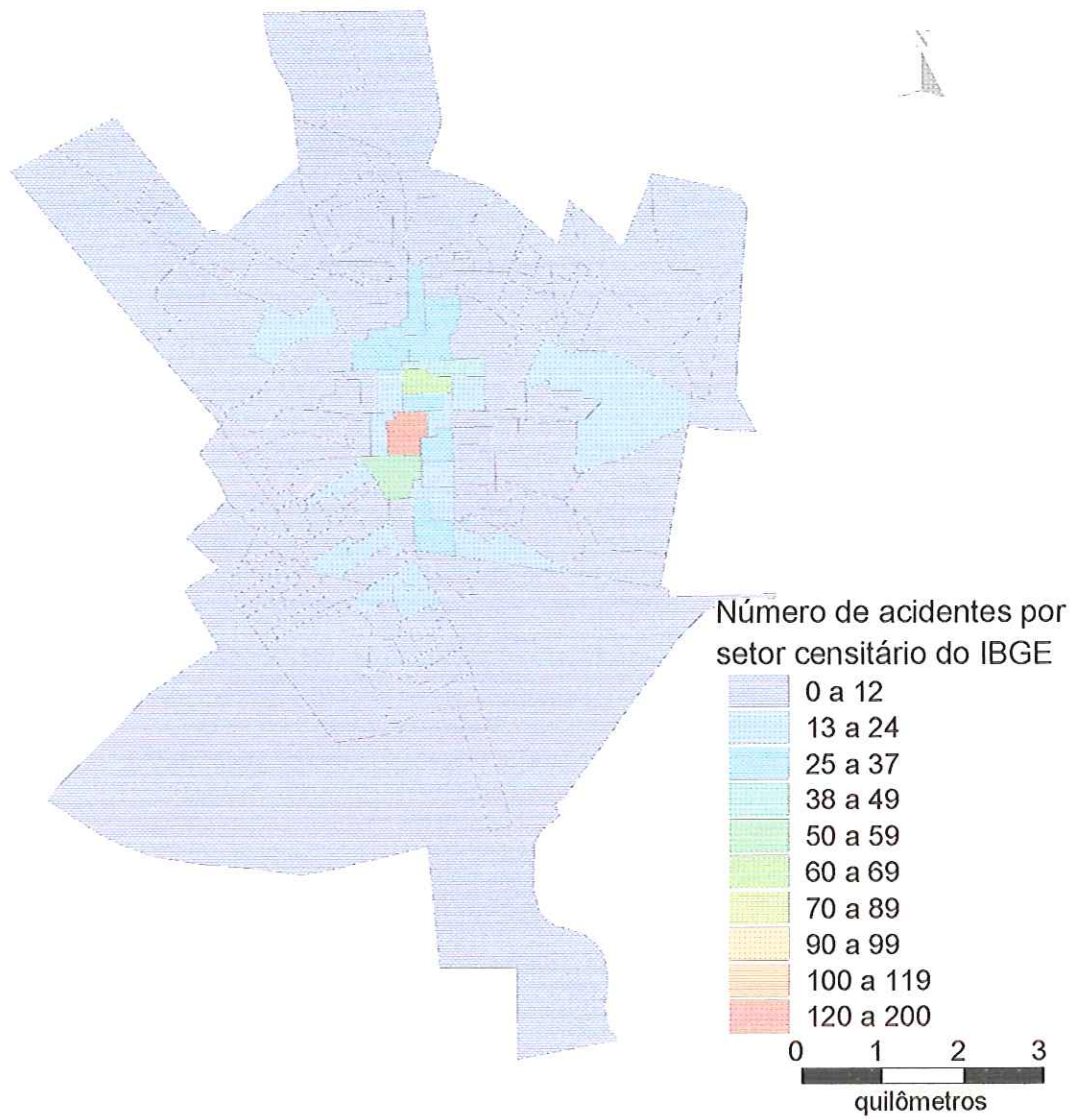 N
Número de acidentes por
setor censitário do IBGE
0 a 12
13 a 24
25 a 37
38 a 49
50 a 59
60 a 69
70 a 89
90 a 99
100 a 119
120 a 200
0 1 2 3
quilômetros